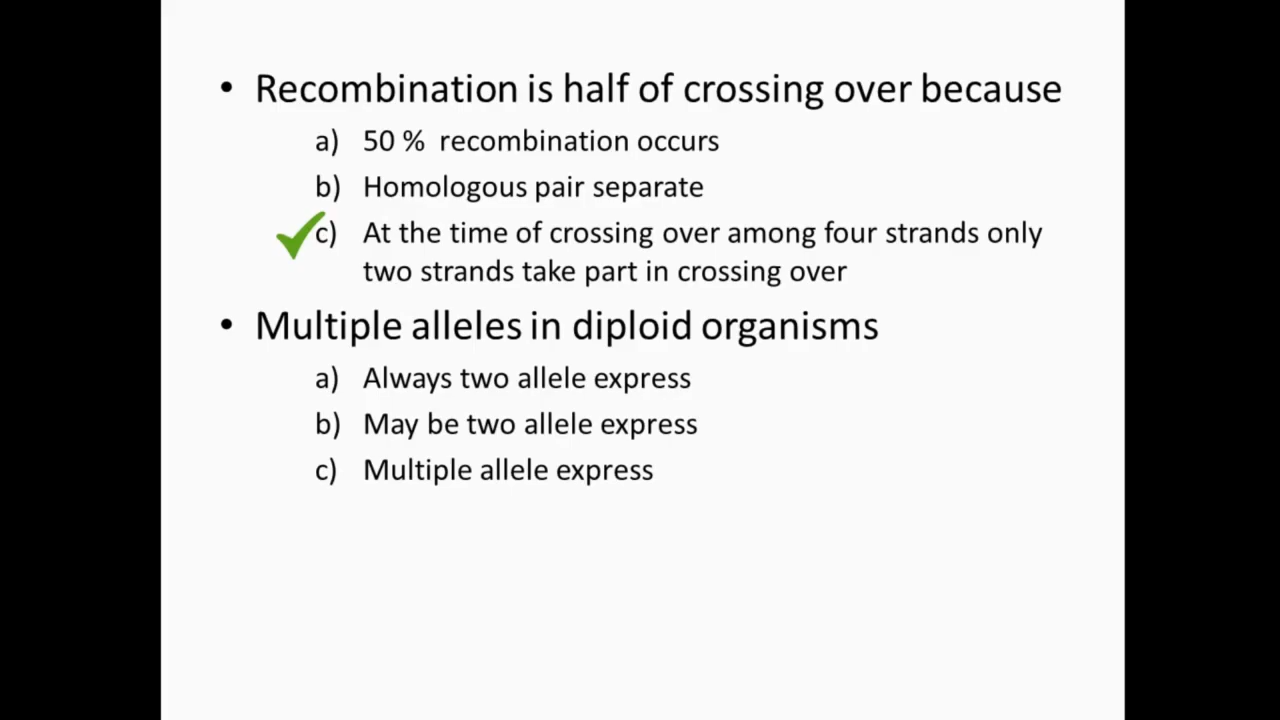 • Recombination is half of crossing over because
a) 50 % recombination occurs
b) Homologous pair separate
c) At the time of crossing over among four strands only
two strands take part in crossing over
• Multiple alleles in diploid organisms
a) Always two allele express
b) May be two allele express
c) Multiple allele express